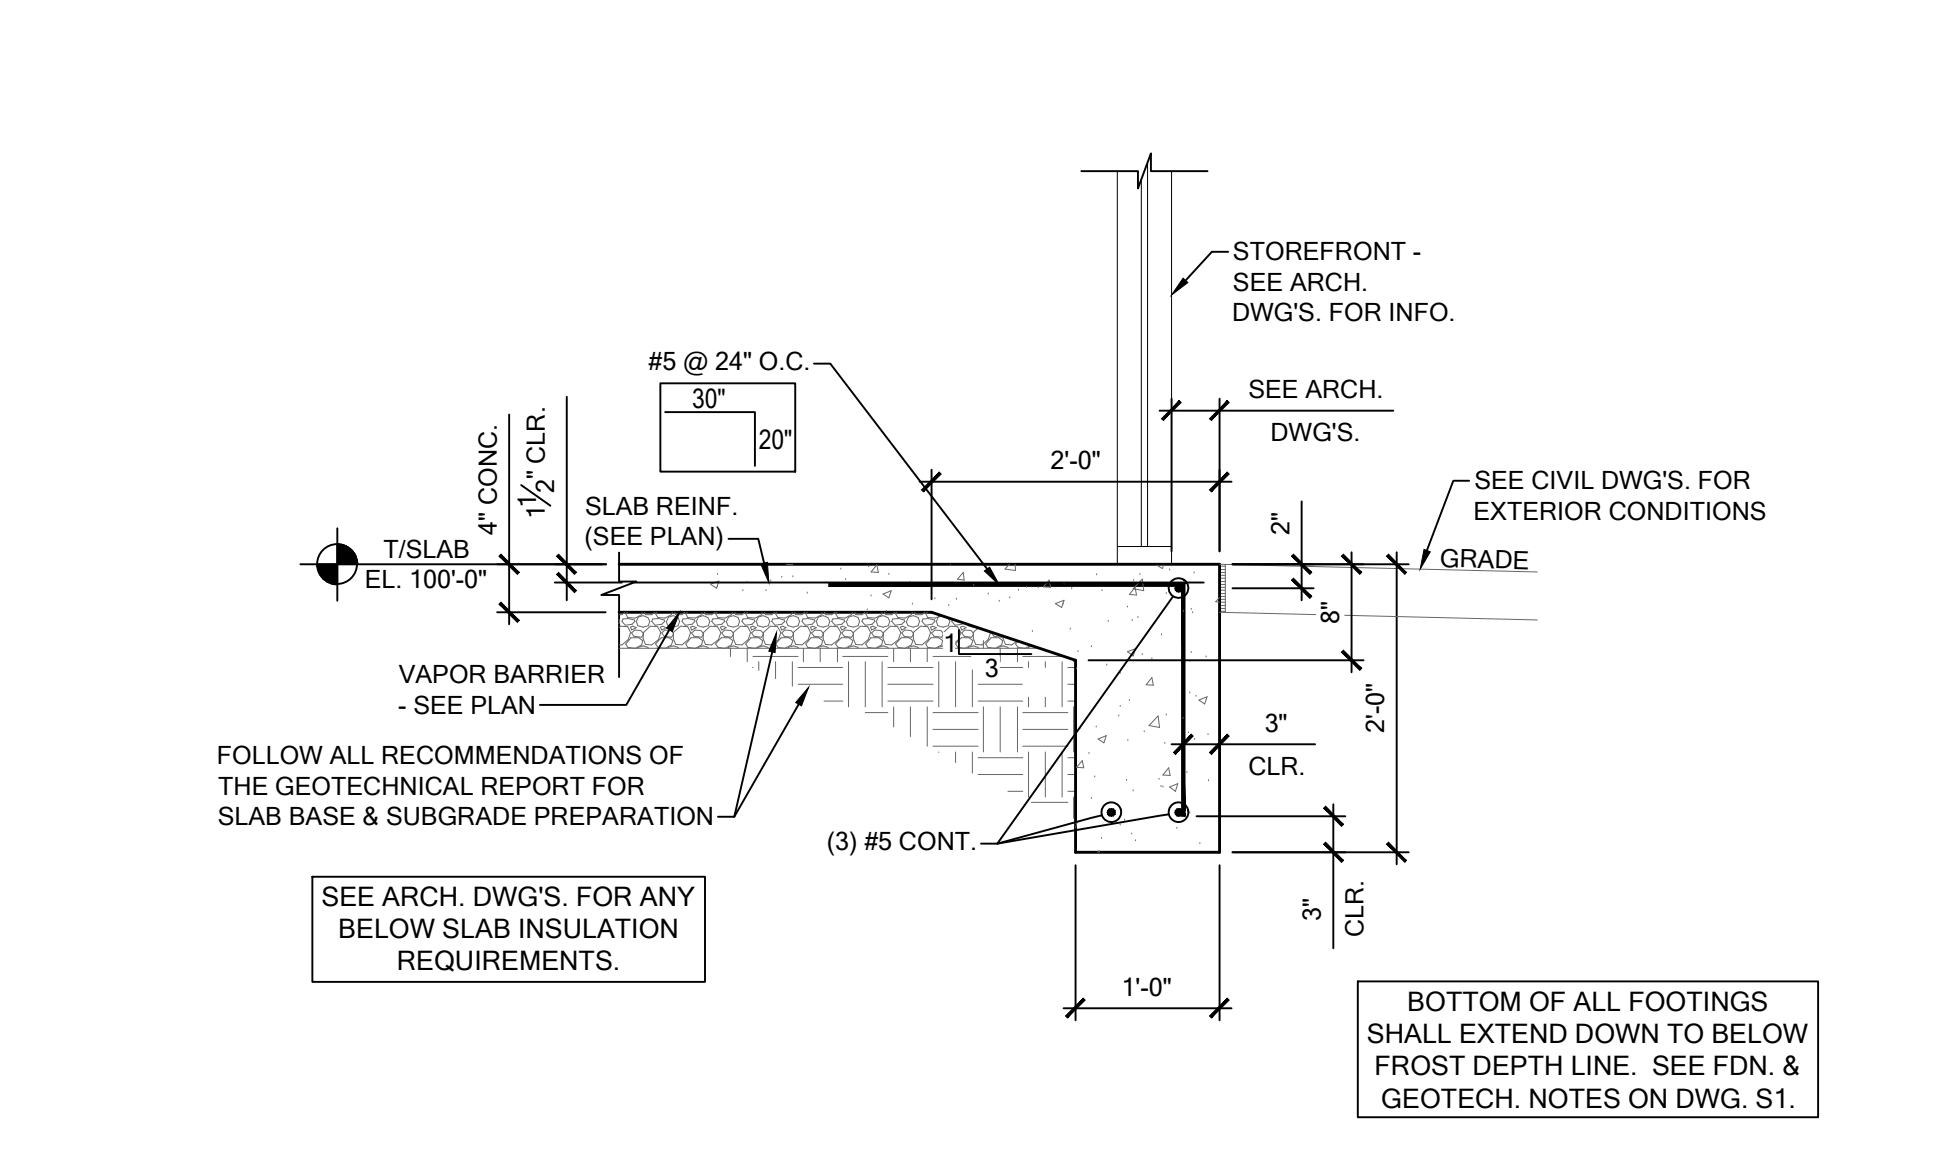 STOREFRONT -
SEE ARCH.
DWG'S. FOR INFO.
#5 @ 24" O.C.
30"
20"
SEE ARCH.
DWG'S.
2'-0"
4" CONC.
1 1/2" CLR.
SLAB REINF.
(SEE PLAN)
SEE CIVIL DWG'S. FOR
EXTERIOR CONDITIONS
2"
T/SLAB
EL. 100'-0"
GRADE
8"
1
3
VAPOR BARRIER
- SEE PLAN
2'-0"
3"
CLR.
FOLLOW ALL RECOMMENDATIONS OF
THE GEOTECHNICAL REPORT FOR
SLAB BASE & SUBGRADE PREPARATION
(3) #5 CONT.
3"
CLR.
SEE ARCH. DWG'S. FOR ANY
BELOW SLAB INSULATION
REQUIREMENTS.
1'-0"
BOTTOM OF ALL FOOTINGS
SHALL EXTEND DOWN TO BELOW
FROST DEPTH LINE.  SEE FDN. &
GEOTECH. NOTES ON DWG. S1.